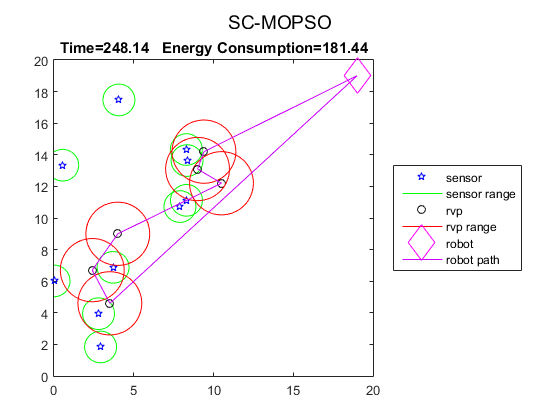 SC-MOPSO
Time=248.14 Energy Consumption=181.44
20
18
16
14
12
10
8
6
4
2
0
0 5 10 15 20
sensor
sensor range
rvp
rvp range
robot
robot path